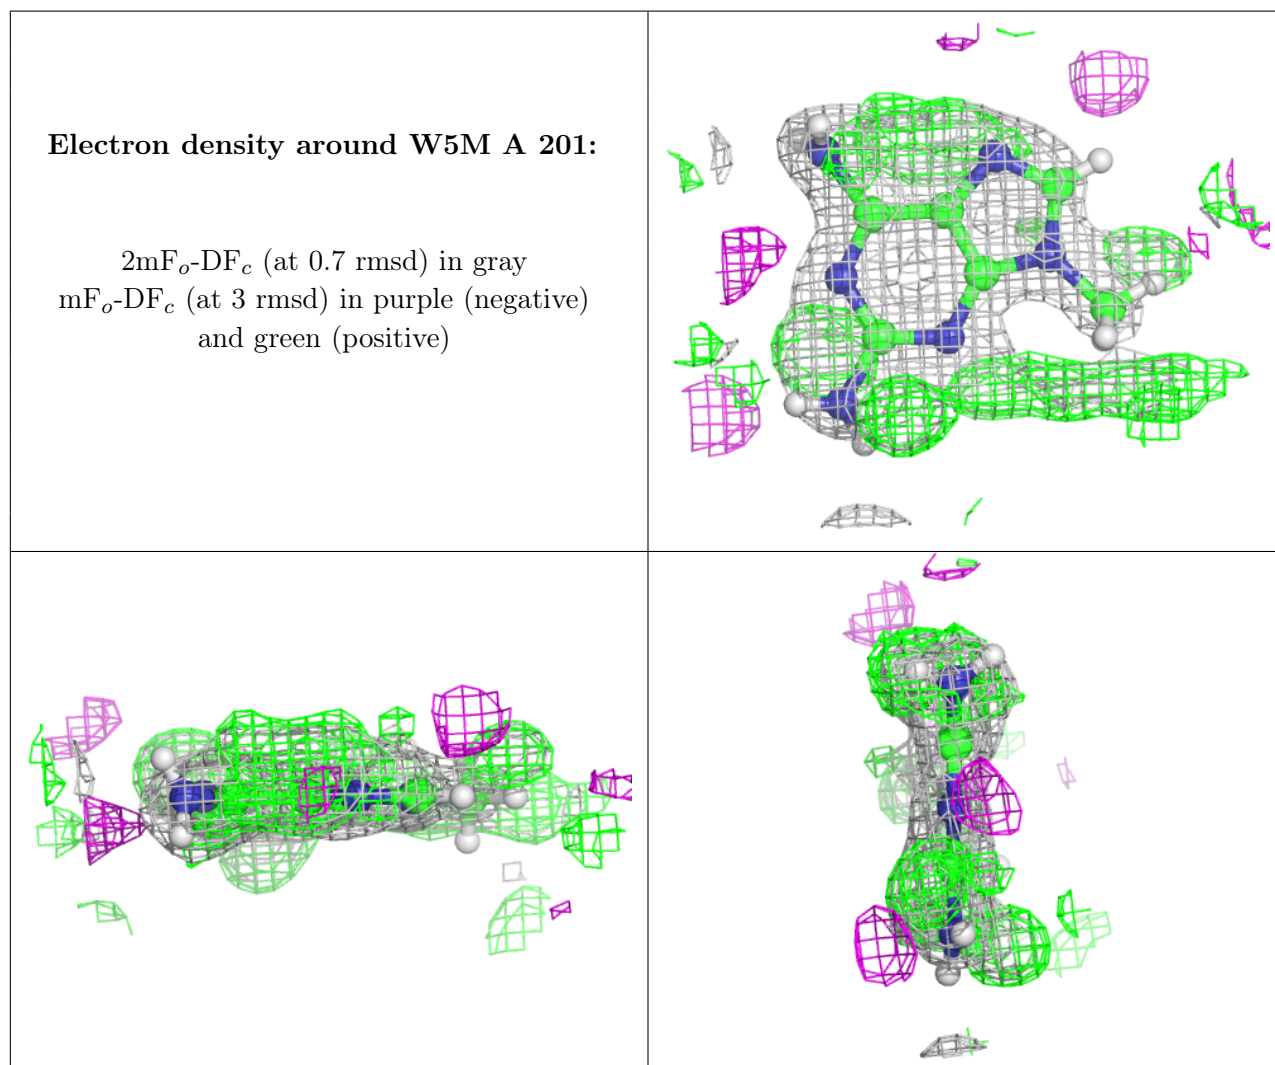 Electron density around W5M A 201:
2mFo-DFc (at 0.7 rmsd) in gray
mFo-DFc (at 3 rmsd) in purple (negative)
and green (positive)